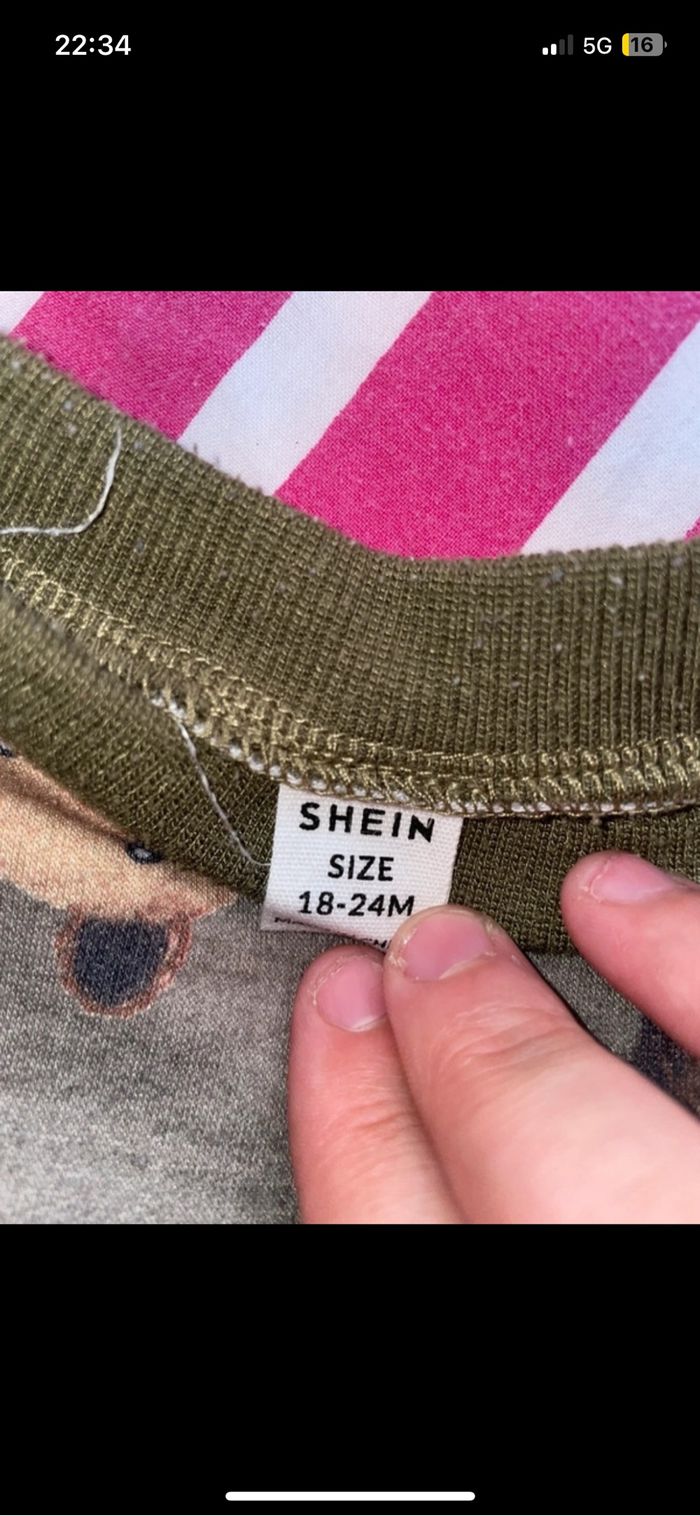 22:34
5G
16
SHEIN
SIZE
18-24M